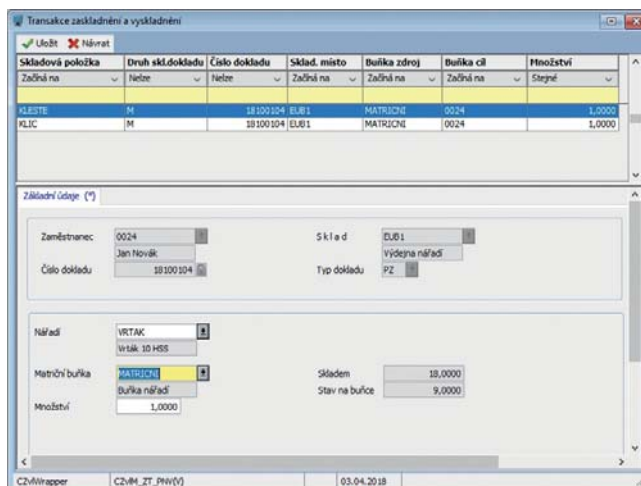 Transakce zaskladnění a vyskladnění
Uložit Návrat
Skladová položka Druh skl.dokladu Číslo dokladu Sklad. místo Buňka zdroj Buňka cíl Množství
Začíná na Nelze Nelze Začíná na Začíná na Začíná na Stejné
KLESTE M 18100104 EUB1 MATRICNI 0024 1,0000
KLIC M 18100104 EUB1 MATRICNI 0024 1,0000
Základní údaje (*)
Zaměstnanec 0024 Sklad EUB1
Jan Novák Výdejna nářadí
Číslo dokladu 18100104 Typ dokladu PZ
Nářadí VRTAK
Vrták 10 HSS
Matriční buňka MATRICNI Skladem 18,0000
Buňka nářadí Stav na buňce 9,0000
Množství 1,0000
CZvlWrapper CZvlM_ZT_PNV(V) 03.04.2018